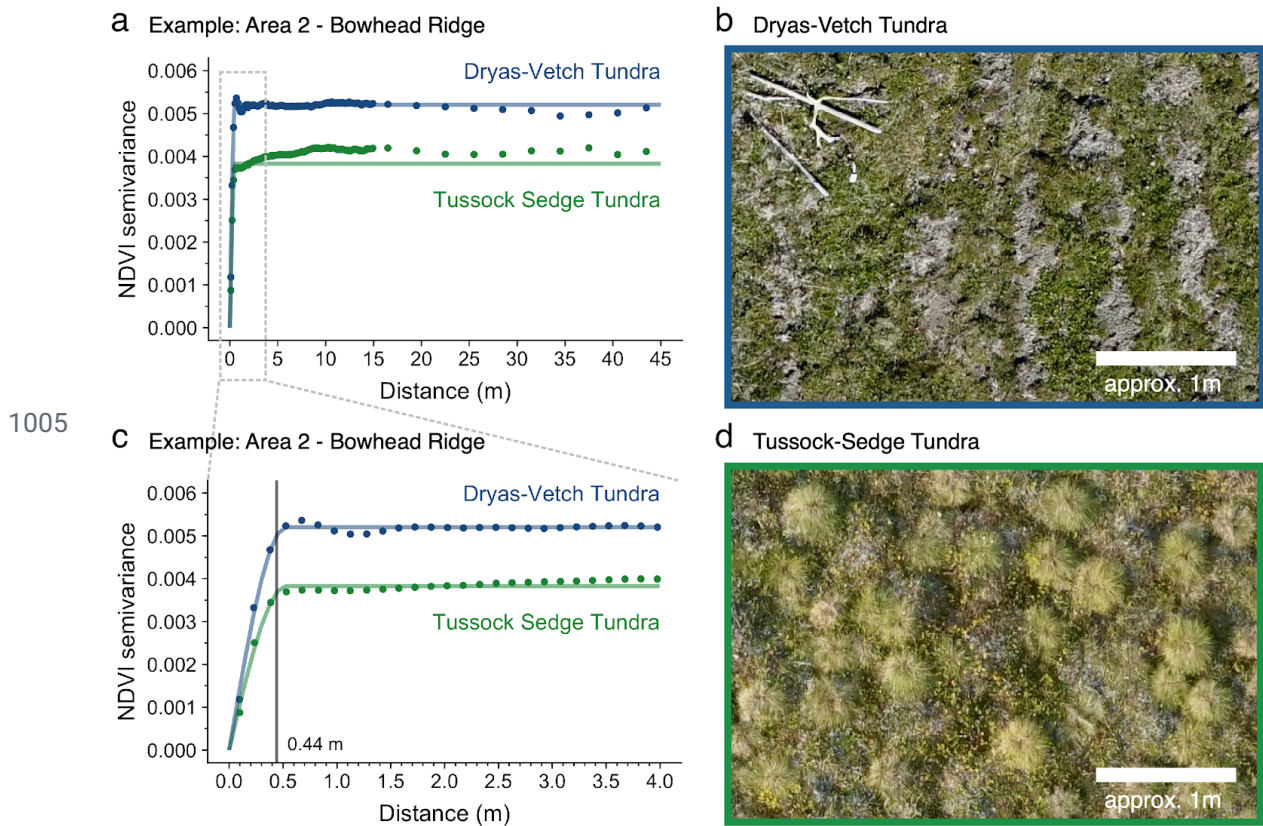 a Example: Area 2 - Bowhead Ridge
NDVI semivariance
0.006
0.005
0.004
0.003
0.002
0.001
0.000
Dryas-Vetch Tundra
Tussock Sedge Tundra
0 5 10 15 20 25 30 35 40 45
Distance (m)
b Dryas-Vetch Tundra
approx. 1m
1005
c Example: Area 2 - Bowhead Ridge
NDVI semivariance
0.006
0.005
0.004
0.003
0.002
0.001
0.000
Dryas-Vetch Tundra
Tussock Sedge Tundra
0.44 m
0.0 0.5 1.0 1.5 2.0 2.5 3.0 3.5 4.0
Distance (m)
d Tussock-Sedge Tundra
approx. 1m